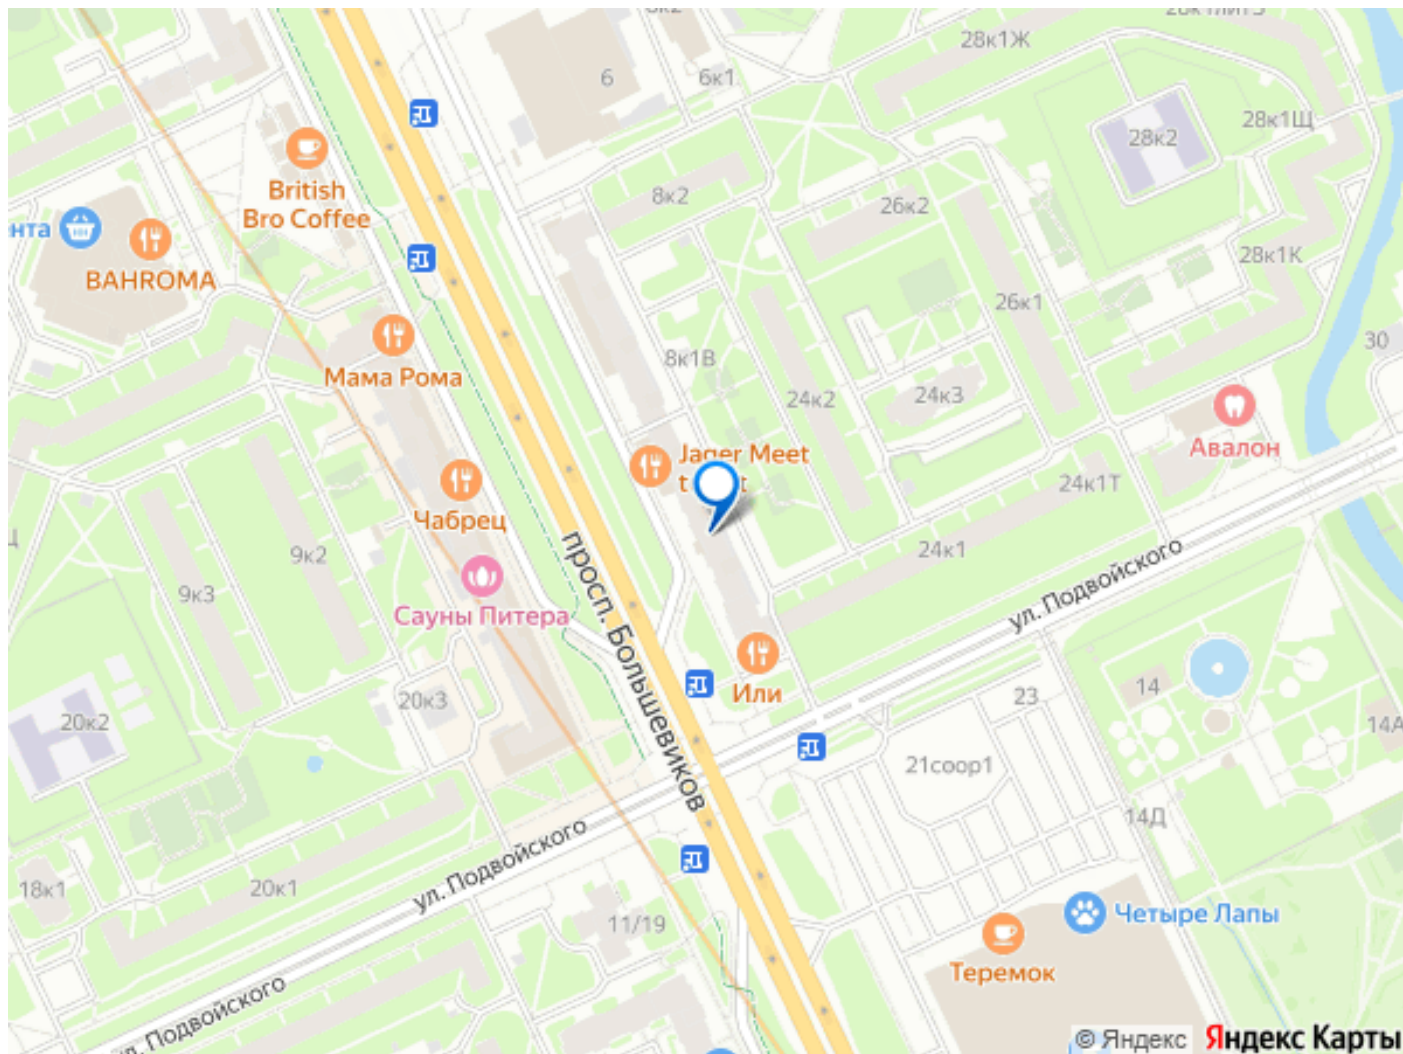 28к1Ж
6
6к1
28к2
28к1Щ
British
Bro Coffee
8к2
26к2
нта
BAHROMA
28к1К
26к1
30
Мама Рома
8к1В
24к2
24к3
Авалон
Jager Meet
24к1Т
Чабрец
24к1
9к2
9к3
Сауны Питера
просп. Большевиков
ул. Подвойского
Или
20к3
20к2
14
23
14А
21соор1
14Д
18к1
20к1
ул. Подвойского
11/19
Четыре Лапы
Теремок
ул. Подвойского
© Яндекс Яндекс Карты